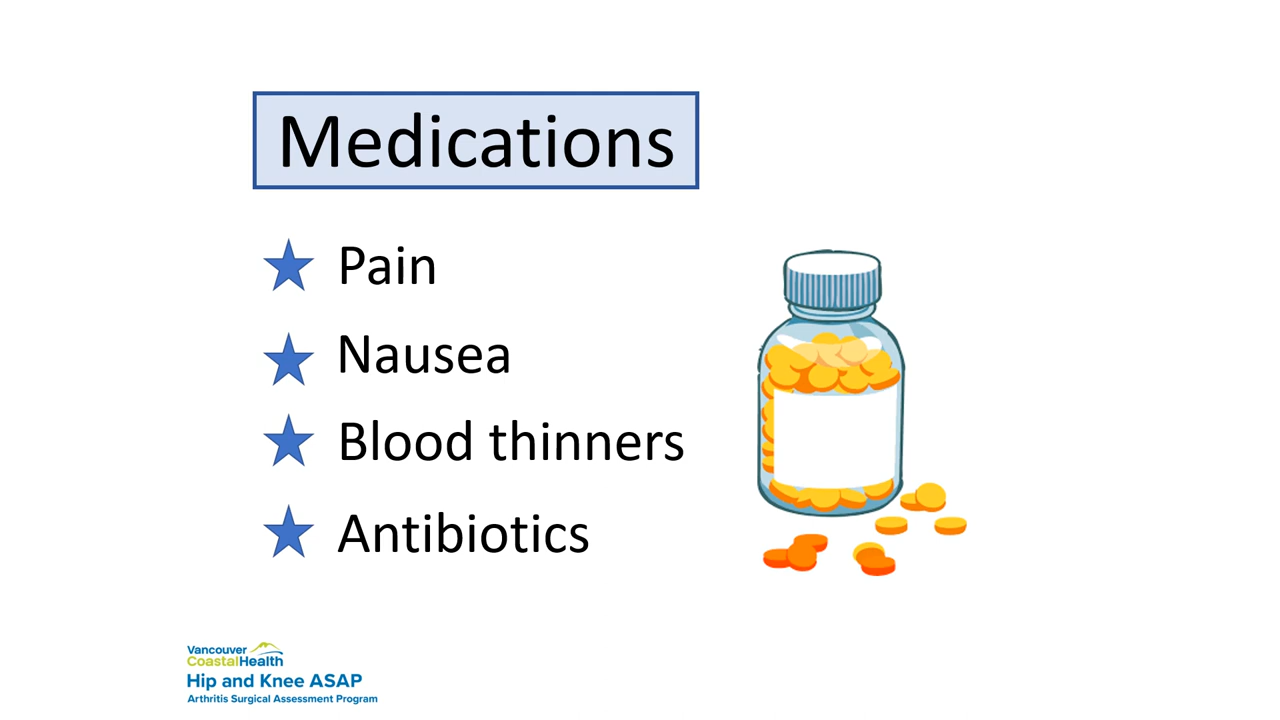 Medications
Pain
Nausea
Blood thinners
Antibiotics
Vancouver
CoastalHealth
Hip and Knee ASAP
Arthritis Surgical Assessment Program